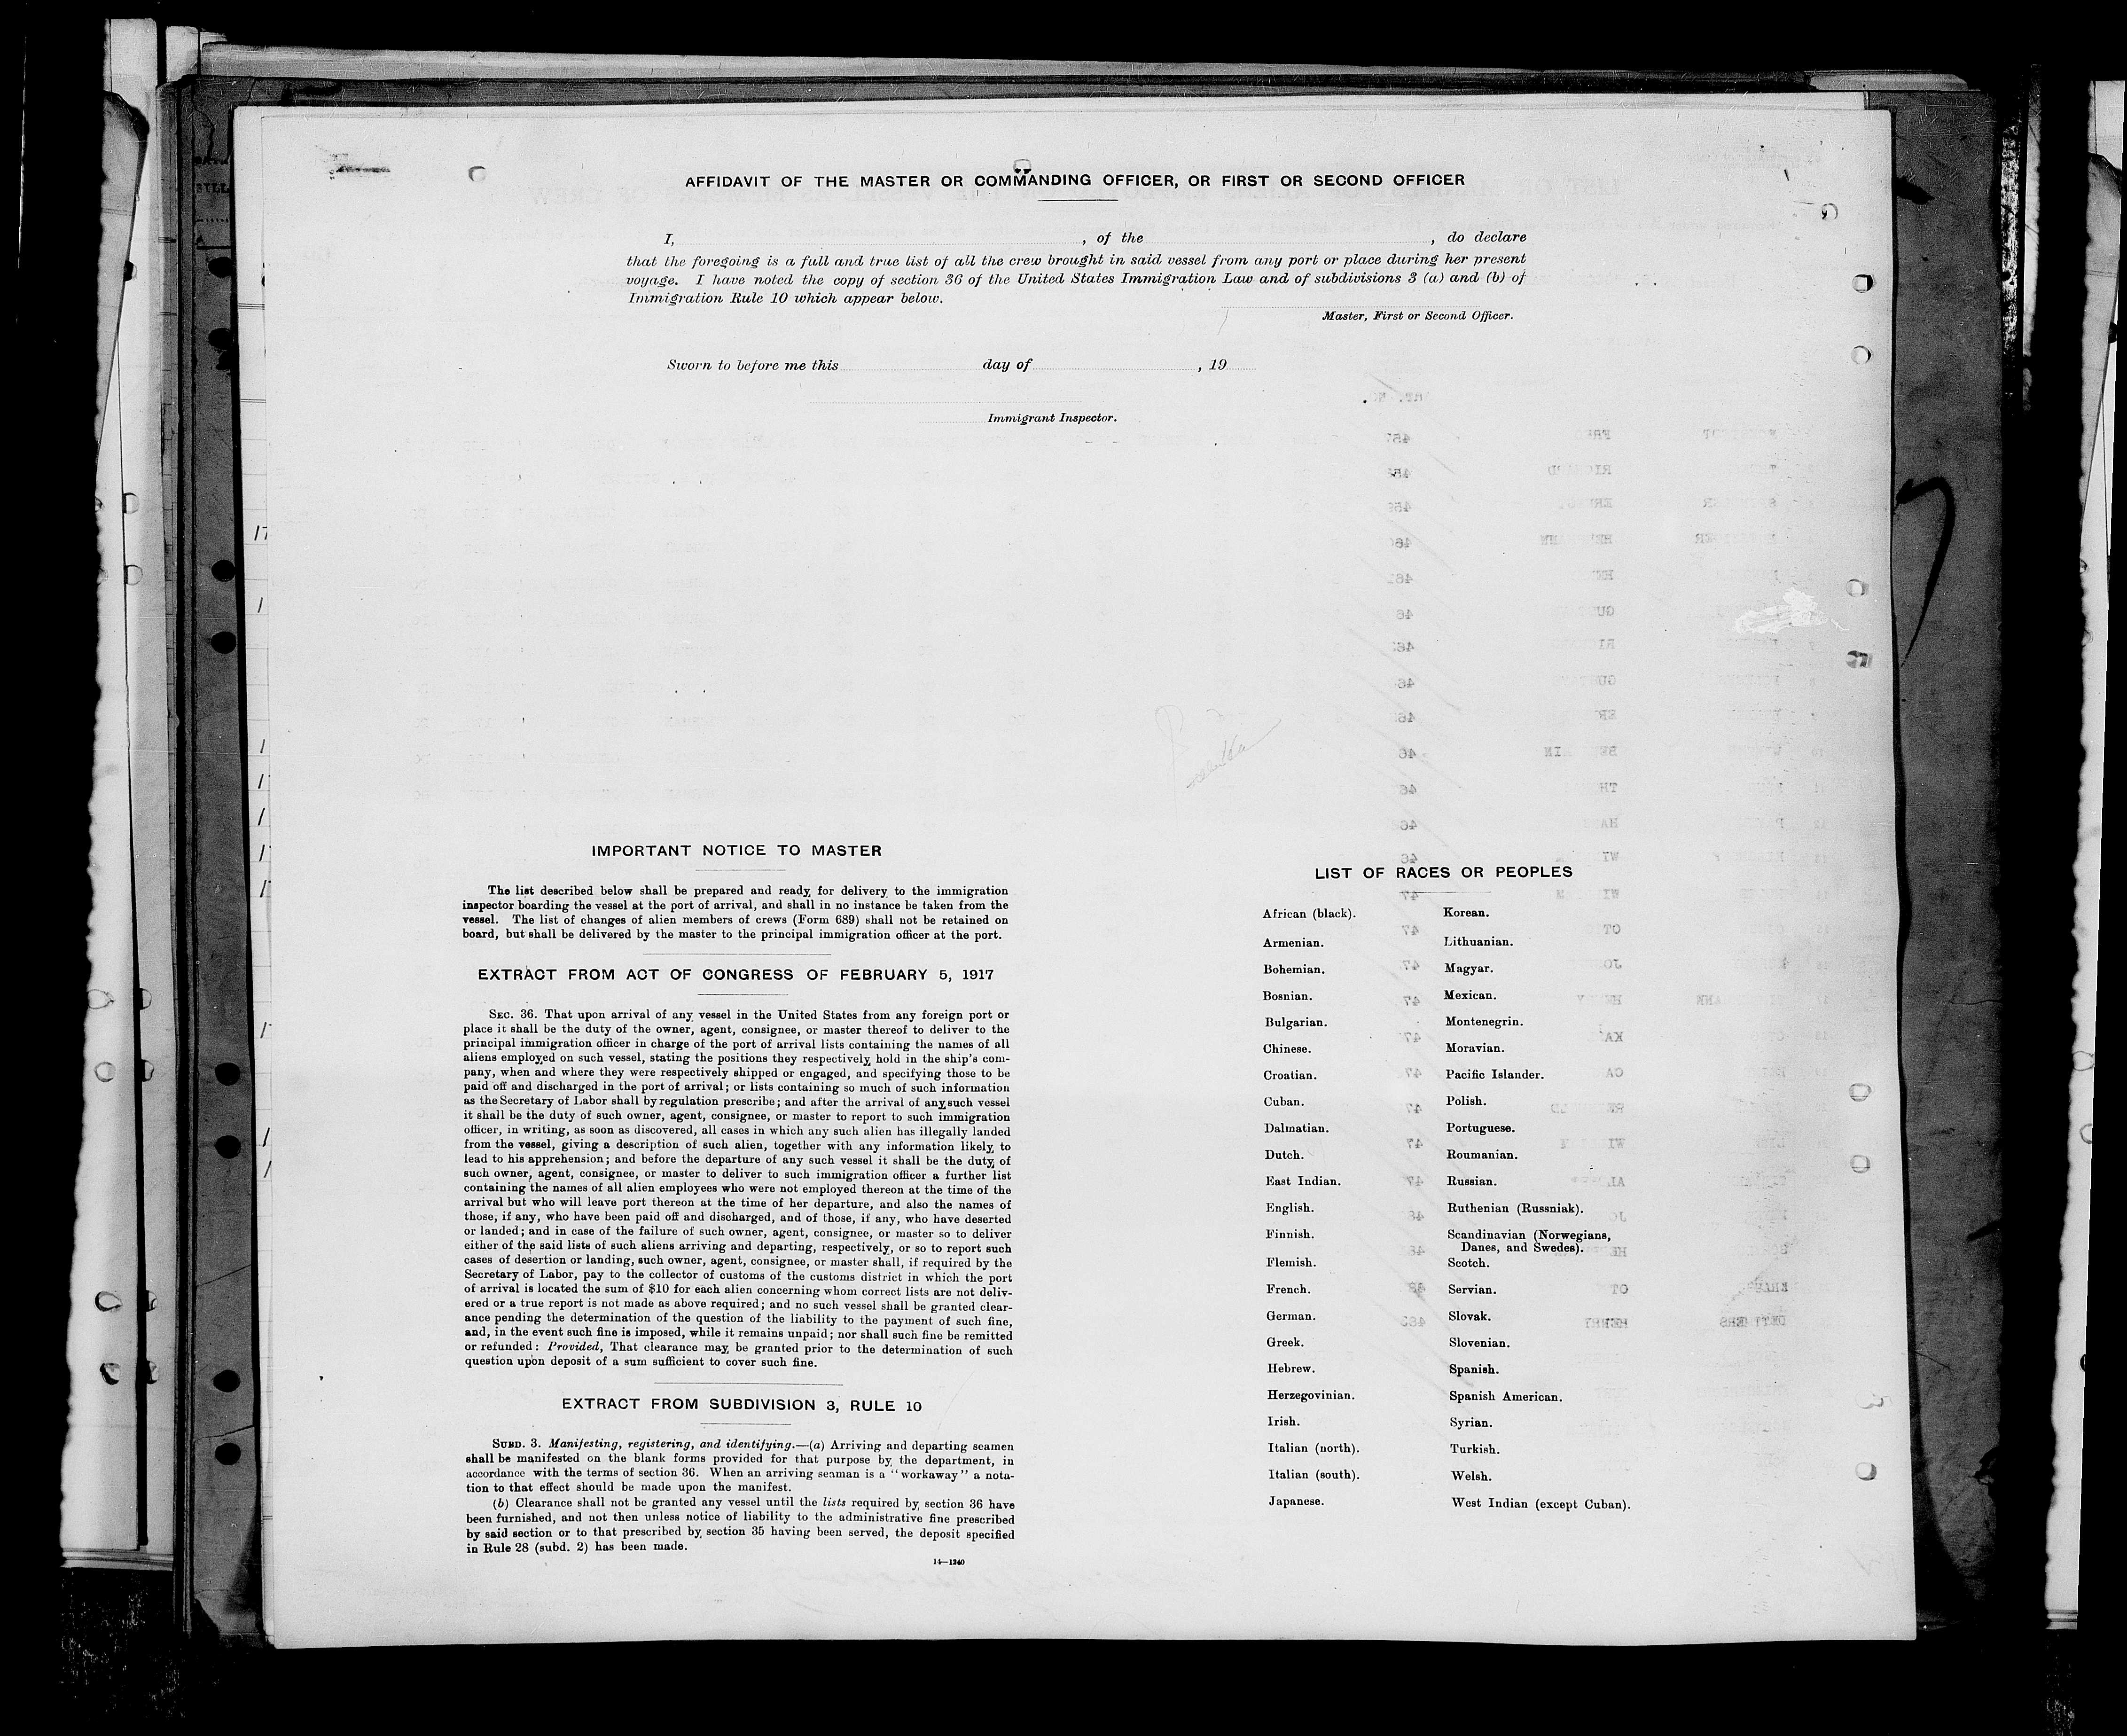 AFFIDAVIT OF THE MASTER OR COMMANDING OFFICER, OR FIRST OR SECOND OFFICER
I, , of the , do declare
that the foregoing is a full and true list of all the crew brought in said vessel from any port or place during her present
voyage. I have noted the copy of section 36 of the United States Immigration Law and of subdivisions 3 (a) and (b) of
Immigration Rule 10 which appear below.
Master, First or Second Officer.
Sworn to before me this day of , 19
Immigrant Inspector.
IMPORTANT NOTICE TO MASTER
The list described below shall be prepared and ready for delivery to the immigration
inspector boarding the vessel at the port of arrival, and shall in no instance be taken from the
vessel. The list of changes of alien members of crews (Form 689) shall not be retained on
board, but shall be delivered by the master to the principal immigration officer at the port.
EXTRACT FROM ACT OF CONGRESS OF FEBRUARY 5, 1917
SEC. 36. That upon arrival of any vessel in the United States from any foreign port or
place it shall be the duty of the owner, agent, consignee, or master thereof to deliver to the
principal immigration officer in charge of the port of arrival lists containing the names of all
aliens employed on such vessel, stating the positions they respectively hold in the ship's com-
pany, when and where they were respectively shipped or engaged, and specifying those to be
paid off and discharged in the port of arrival; or lists containing so much of such information
as the Secretary of Labor shall by regulation prescribe; and after the arrival of any such vessel
it shall be the duty of such owner, agent, consignee, or master to report to such immigration
officer, in writing, as soon as discovered, all cases in which any such alien has illegally landed
from the vessel, giving a description of such alien, together with any information likely to
lead to his apprehension; and before the departure of any such vessel it shall be the duty of
such owner, agent, consignee, or master to deliver to such immigration officer a further list
containing the names of all alien employees who were not employed thereon at the time of the
arrival but who will leave port thereon at the time of her departure, and also the names of
those, if any, who have been paid off and discharged, and of those, if any, who have deserted
or landed; and in case of the failure of such owner, agent, consignee, or master so to deliver
either of the said lists of such aliens arriving and departing, respectively, or so to report such
cases of desertion or landing, such owner, agent, consignee, or master shall, if required by the
Secretary of Labor, pay to the collector of customs of the customs district in which the port
of arrival is located the sum of $10 for each alien concerning whom correct lists are not deliv-
ered or a true report is not made as above required; and no such vessel shall be granted clear-
ance pending the determination of the question of the liability to the payment of such fine,
and, in the event such fine is imposed, while it remains unpaid; nor shall such fine be remitted
or refunded: Provided, That clearance may be granted prior to the determination of such
question upon deposit of a sum sufficient to cover such fine.
EXTRACT FROM SUBDIVISION 3, RULE 10
SUBD. 3. Manifesting, registering, and identifying.—(a) Arriving and departing seamen
shall be manifested on the blank forms provided for that purpose by the department, in
accordance with the terms of section 36. When an arriving seaman is a "workaway" a nota-
tion to that effect should be made upon the manifest.
(b) Clearance shall not be granted any vessel until the lists required by section 36 have
been furnished, and not then unless notice of liability to the administrative fine prescribed
by said section or to that prescribed by section 35 having been served, the deposit specified
in Rule 28 (subd. 2) has been made.
14—1240
LIST OF RACES OR PEOPLES
African (black).
Armenian.
Bohemian.
Bosnian.
Bulgarian.
Chinese.
Croatian.
Cuban.
Dalmatian.
Dutch.
East Indian.
English.
Finnish.
Flemish.
French.
German.
Greek.
Hebrew.
Herzegovinian.
Irish.
Italian (north).
Italian (south).
Japanese.
Korean.
Lithuanian.
Magyar.
Mexican.
Montenegrin.
Moravian.
Pacific Islander.
Polish.
Portuguese.
Roumanian.
Russian.
Ruthenian (Russniak).
Scandinavian (Norwegians,
Danes, and Swedes).
Scotch.
Servian.
Slovak.
Slovenian.
Spanish.
Spanish American.
Syrian.
Turkish.
Welsh.
West Indian (except Cuban).